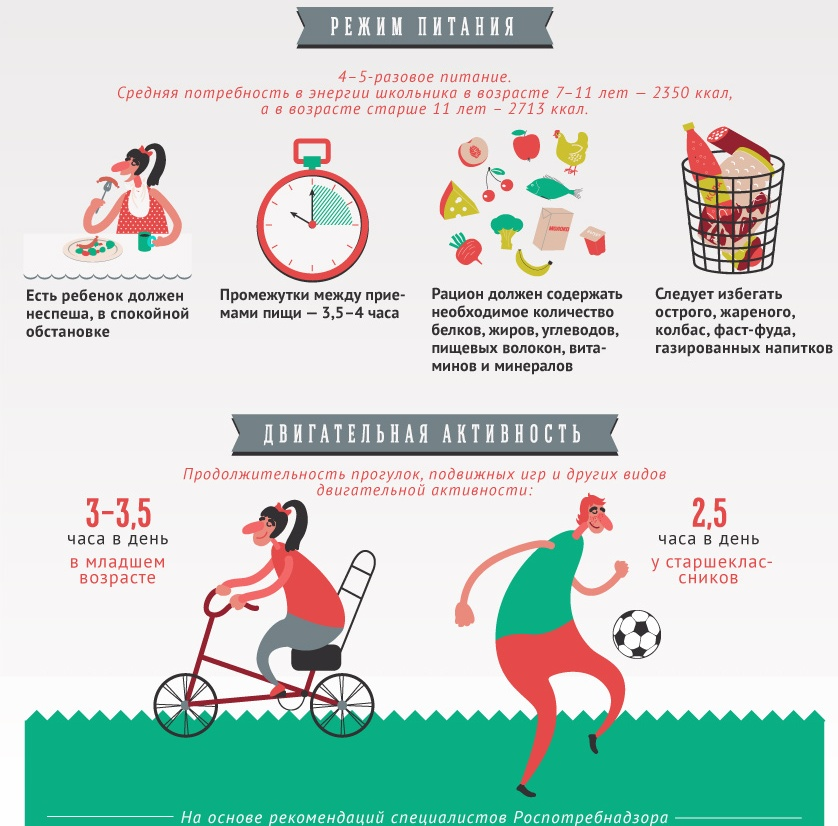 РЕЖИМ ПИТАНИЯ
4–5-разовое питание.
Средняя потребность в энергии школьника в возрасте 7–11 лет — 2350 ккал,
а в возрасте старше 11 лет – 2713 ккал.
МОЛОКО
Есть ребенок должен
неспеша, в спокойной
обстановке
Промежутки между прие-
мами пищи — 3,5–4 часа
Рацион должен содержать
необходимое количество
белков, жиров, углеводов,
пищевых волокон, вита-
минов и минералов
Следует избегать
острого, жареного,
колбас, фаст-фуда,
газированных напитков
ДВИГАТЕЛЬНАЯ АКТИВНОСТЬ
Продолжительность прогулок, подвижных игр и других видов
двигательной активности:
3–3,5
часа в день
в младшем
возрасте
2,5
часа в день
у старшеклас-
сников
На основе рекомендаций специалистов Роспотребнадзора